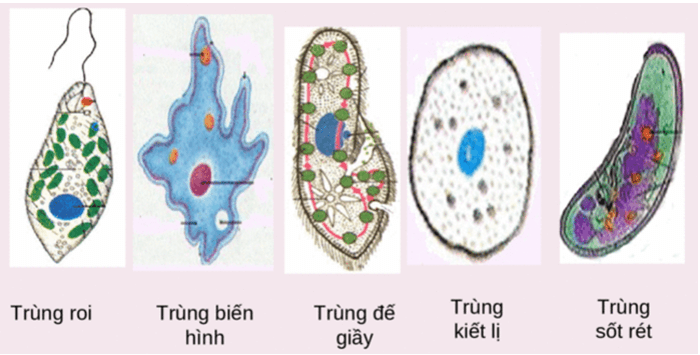 Trùng roi
Trùng biến
hình
Trùng đế
giầy
Trùng
kiết lị
Trùng
sốt rét